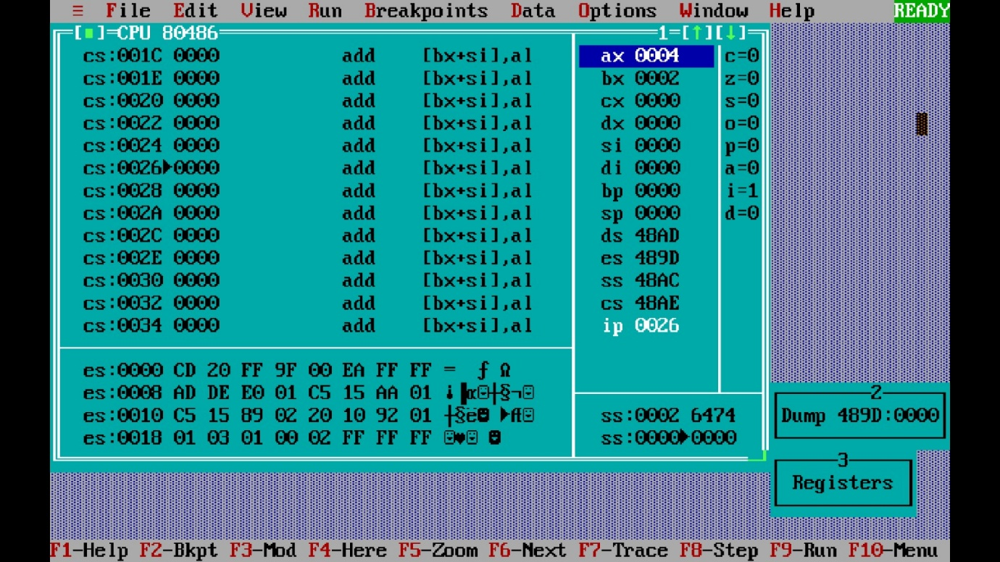 ≡ File Edit View Run Breakpoints Data Options Window Help READY
[■]=CPU 80486 1=[↑][↓]
cs:001C 0000 add [bx+si],al ax 0004 c=0
cs:001E 0000 add [bx+si],al bx 0002 z=0
cs:0020 0000 add [bx+si],al cx 0000 s=0
cs:0022 0000 add [bx+si],al dx 0000 o=0
cs:0024 0000 add [bx+si],al si 0000 p=0
cs:0026►0000 add [bx+si],al di 0000 a=0
cs:0028 0000 add [bx+si],al bp 0000 i=1
cs:002A 0000 add [bx+si],al sp 0000 d=0
cs:002C 0000 add [bx+si],al ds 48AD
cs:002E 0000 add [bx+si],al es 489D
cs:0030 0000 add [bx+si],al ss 48AC
cs:0032 0000 add [bx+si],al cs 48AE
cs:0034 0000 add [bx+si],al ip 0026
es:0000 CD 20 FF 9F 00 EA FF FF = ƒ Ω
es:0008 AD DE E0 01 C5 15 AA 01 ¡▐α☺┼§¬☺
es:0010 C5 15 89 02 20 10 92 01 ┼§ë☻ ►Æ☺
es:0018 01 03 01 00 02 FF FF FF ☺♥☺ ☻
ss:0002 6474
ss:0000►0000
2
Dump 489D:0000
3
Registers
F1-Help F2-Bkpt F3-Mod F4-Here F5-Zoom F6-Next F7-Trace F8-Step F9-Run F10-Menu